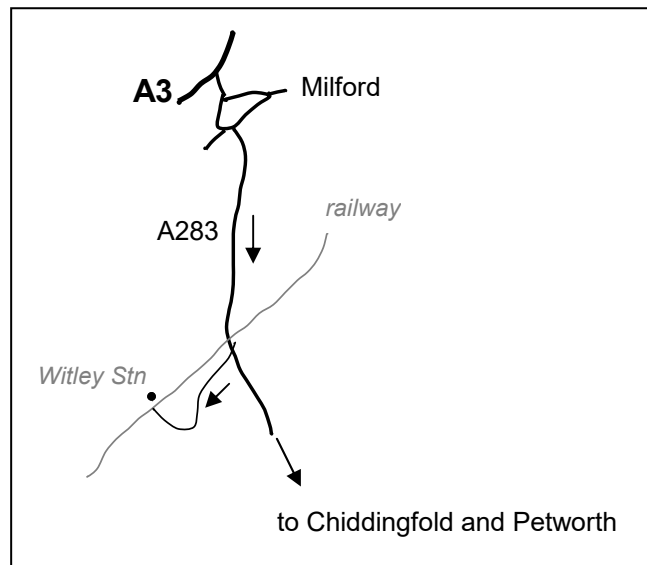 A3
Milford
railway
A283
Witley Stn
to Chiddingfold and Petworth